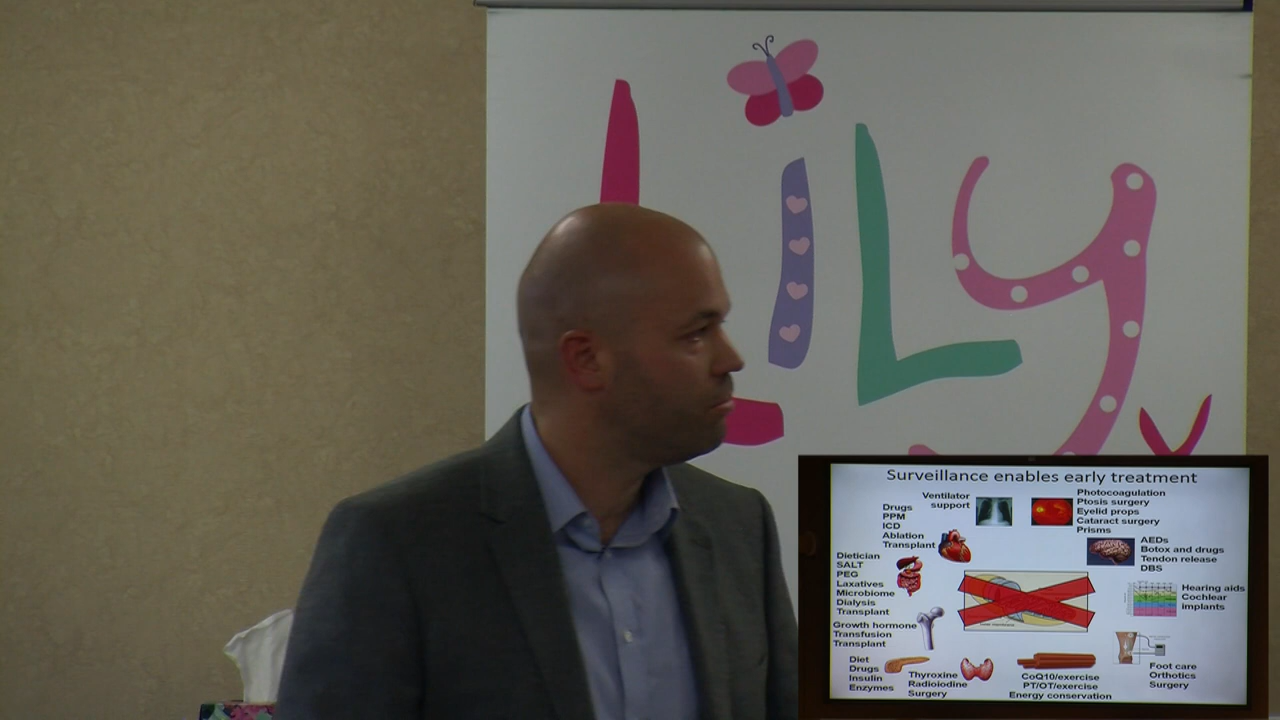 Lily
Surveillance enables early treatment
Ventilator
support
Photocoagulation
Ptosis surgery
Eyelid props
Cataract surgery
Prisms
Drugs
PPM
ICD
Ablation
Transplant
AEDs
Botox and drugs
Tendon release
DBS
Dietician
SALT
PEG
Laxatives
Microbiome
Dialysis
Transplant
Hearing aids
Cochlear
implants
Growth hormone
Transfusion
Transplant
Diet
Drugs
Insulin
Enzymes
Thyroxine
Radioiodine
Surgery
CoQ10/exercise
PT/OT/exercise
Energy conservation
Foot care
Orthotics
Surgery